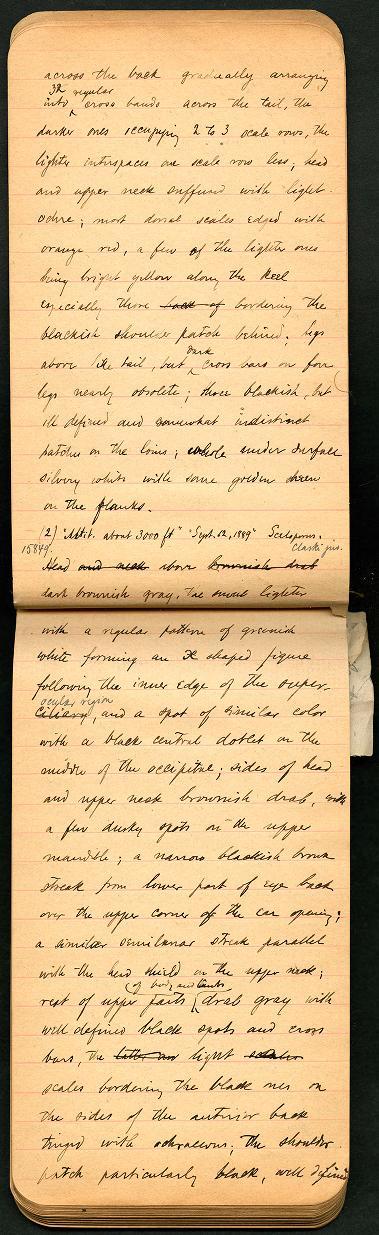 across the back gradually arranging
32 regular
into cross bands across the tail, the
darker ones occupying 2 to 3 scale rows, the
lighter interspaces one scale row less; head
and upper neck suffused with light
ochre; most dorsal scales edged with
orange red, a few of the lighter ones
being bright yellow along the keel
especially those back of bordering the
blackish shoulder patch behind; legs
dark
above like tail, but cross bars on fore
legs nearly obsolete; those blackish, but
ill defined and somewhat indistinct
patches on the loins; whole under surface
silvery white with some golden sheen
on the flanks.
(2) "Altit. about 3000 ft" "Sept. 12, 1889" Sceloporus.
15849. Clarki juv.
Head and neck above brownish drab
dark brownish gray, the snout lighter
with a regular pattern of greenish
white forming an X shaped figure
following the inner edge of the super-
ocular region
ciliary, and a spot of similar color
with a black central dotlet on the
middle of the occipital; sides of head
and upper neck brownish drab, with
a few dusky spots on the upper
mandible; a narrow blackish brown
streak from lower part of eye back
over the upper corner of the ear opening;
a similar semilunar streak parallel
with the head shield on the upper neck;
of body and limbs
rest of upper parts drab gray with
well defined black spots and cross
bars, the light
scales bordering the black ones on
the sides of the anterior back
tinged with ochraceous; the shoulder
patch particularly black, well defined